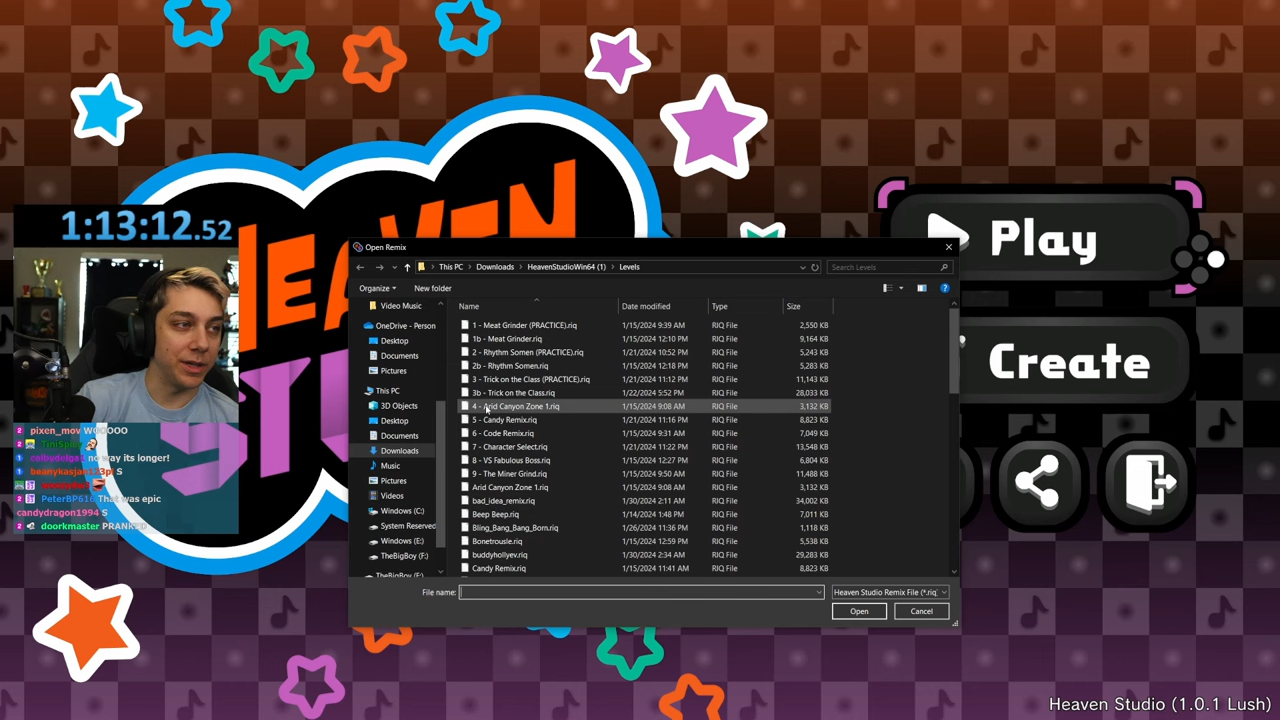 HEAVEN
ST
Play
Create
1:13:12.52
Open Remix
This PC
Downloads
HeavenStudioWin64 (1)
Levels
Search Levels
Organize
New folder
Video Music
OneDrive - Person
Desktop
Documents
Pictures
This PC
3D Objects
Desktop
Documents
Downloads
Music
Pictures
Videos
Windows (C:)
System Reserved
Windows (E:)
TheBigBoy (F:)
TheBigBoy (F:)
Name Date modified Type Size
1 - Meat Grinder (PRACTICE).riq 1/15/2024 9:39 AM RIQ File 2,550 KB
1b - Meat Grinder.riq 1/15/2024 12:10 PM RIQ File 9,164 KB
2 - Rhythm Somen (PRACTICE).riq 1/21/2024 10:52 PM RIQ File 5,243 KB
2b - Rhythm Somen.riq 1/15/2024 12:18 PM RIQ File 5,283 KB
3 - Trick on the Class (PRACTICE).riq 1/21/2024 11:12 PM RIQ File 11,143 KB
3b - Trick on the Class.riq 1/22/2024 5:52 PM RIQ File 28,033 KB
4 - Arid Canyon Zone 1.riq 1/15/2024 9:08 AM RIQ File 3,132 KB
5 - Candy Remix.riq 1/21/2024 11:16 PM RIQ File 8,823 KB
6 - Code Remix.riq 1/15/2024 9:31 AM RIQ File 7,049 KB
7 - Character Select.riq 1/21/2024 11:22 PM RIQ File 13,548 KB
8 - VS Fabulous Boss.riq 1/15/2024 12:27 PM RIQ File 6,804 KB
9 - The Miner Grind.riq 1/15/2024 9:50 AM RIQ File 11,488 KB
Arid Canyon Zone 1.riq 1/15/2024 9:08 AM RIQ File 3,132 KB
bad_idea_remix.riq 1/30/2024 2:11 AM RIQ File 34,002 KB
Beep Beep.riq 1/14/2024 1:48 PM RIQ File 7,011 KB
Bling_Bang_Bang_Born.riq 1/26/2024 11:36 PM RIQ File 1,118 KB
Bonetrousle.riq 1/15/2024 12:59 PM RIQ File 5,538 KB
buddyhollyev.riq 1/30/2024 2:34 AM RIQ File 29,283 KB
Candy Remix.riq 1/15/2024 11:41 AM RIQ File 8,823 KB
File name:
Heaven Studio Remix File (*.riq)
Open
Cancel
pixen_mov WOOOOO
no way its longer!
S
PeterBP616 That was epic
candydragon1994 S
doorkmaster PRANKED
Heaven Studio (1.0.1 Lush)